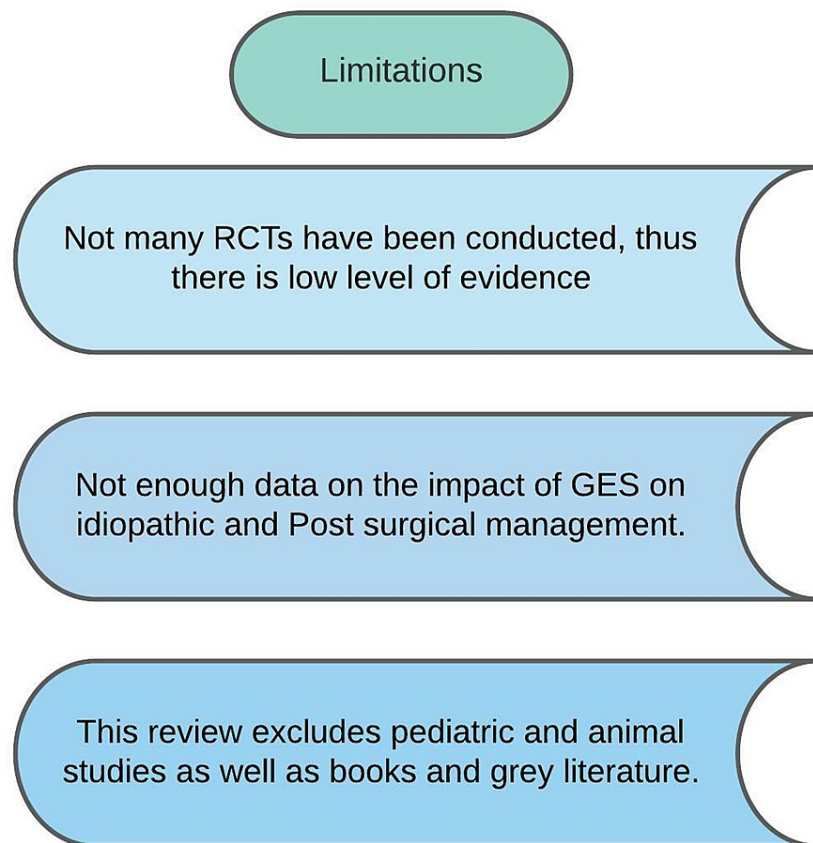 Limitations
Not many RCTs have been conducted, thus
there is low level of evidence
Not enough data on the impact of GES on
idiopathic and Post surgical management.
This review excludes pediatric and animal
studies as well as books and grey literature.